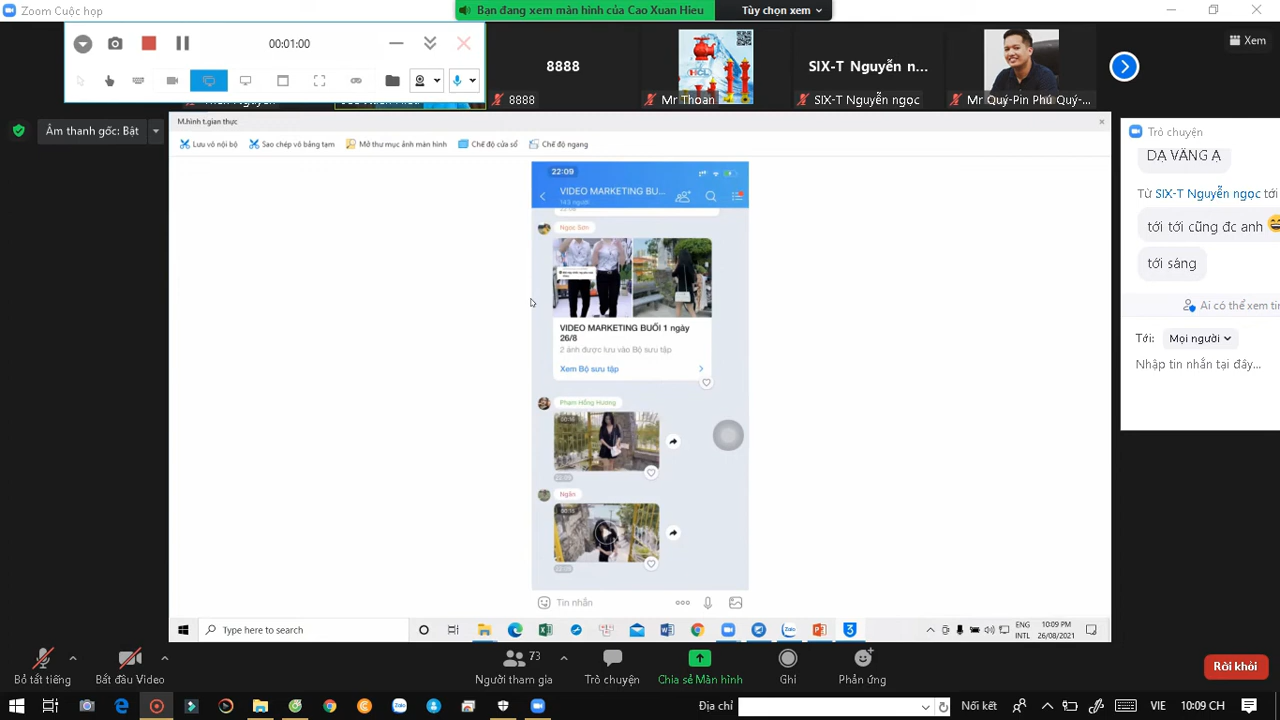 Zoom Cuộc họp
Bạn đang xem màn hình của Cao Xuan Hieu
Tùy chọn xem
00:01:00
8888
8888
Mr Thoan
SIX-T Nguyễn n...
SIX-T Nguyễn ngọc
Mr Quý-Pin Phú Quý-...
Xem
Âm thanh gốc: Bật
M.hình t.gian thực
Lưu vô nội bộ
Sao chép vô bảng tạm
Mở thư mục ảnh màn hình
Chế độ cửa sổ
Chế độ ngang
22:09
VIDEO MARKETING BU...
143 người
Ngọc Sơn
VIDEO MARKETING BUỔI 1 ngày
26/8
2 ảnh được lưu vào Bộ sưu tập
Xem Bộ sưu tập
Phạm Hồng Hương
Ngân
Tin nhắn
Type here to search
ENG
INTL
10:09 PM
26/08/2021
Trò chuyện
DẠ VÂNG Ạ
Từ SIX-T Nguyễn ngọc tới
tới tới cũng đc anh
tới sáng
Ai có thể xem ti
Tới:
Mọi người
Nhập tin nhắn tại đây...
Bỏ tắt tiếng
Bắt đầu Video
73
Người tham gia
Trò chuyện
Chia sẻ Màn hình
Ghi
Phản ứng
Rời khỏi
Địa chỉ
Kết nối
VIE
10:09 CH